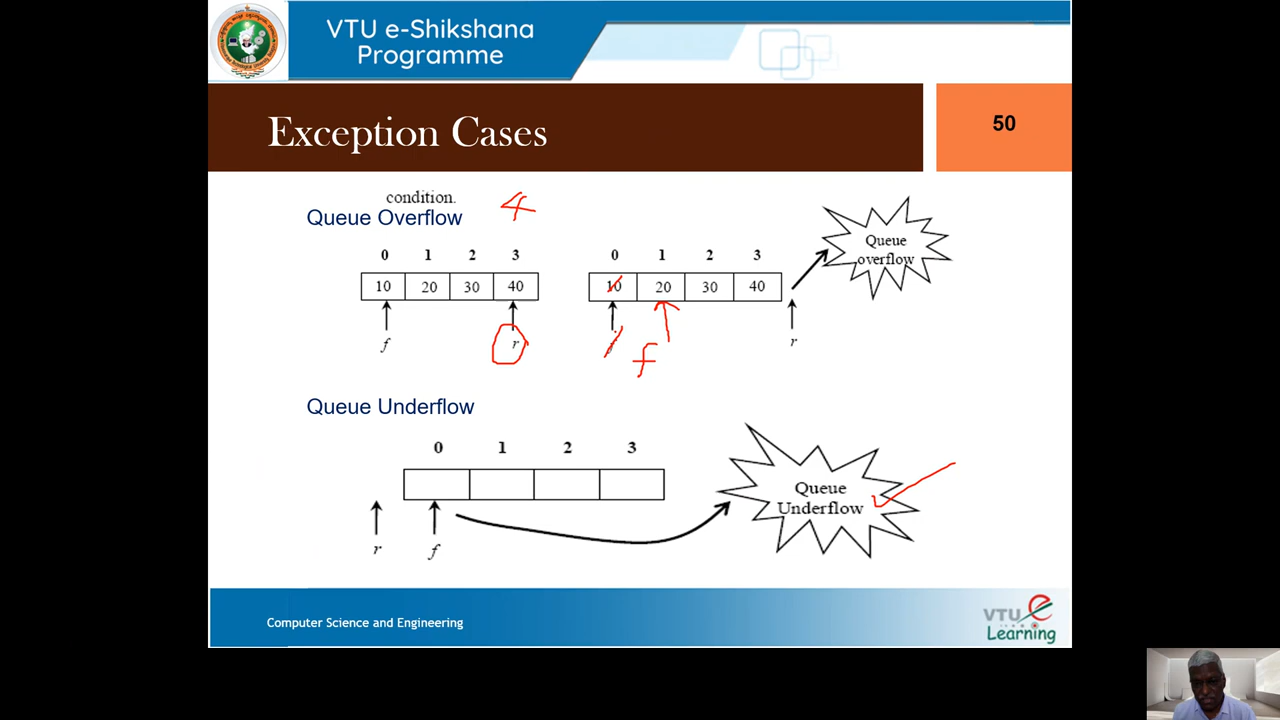 VTU e-Shikshana
Programme
Exception Cases
50
condition.
Queue Overflow
4
0 1 2 3
10 20 30 40
f r
0 1 2 3
10 20 30 40
f r
f
Queue
overflow
Queue Underflow
0 1 2 3
r f
Queue
Underflow
Computer Science and Engineering
VTU e
Learning